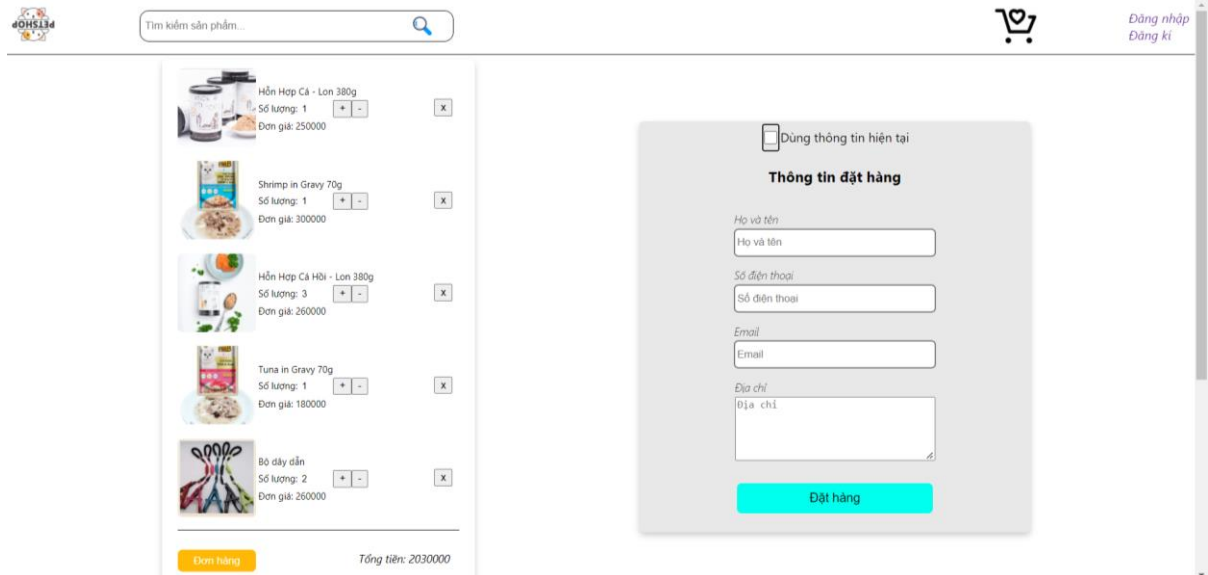 PETSHOP
Tìm kiếm sản phẩm...
Đăng nhập
Đăng kí
Hỗn Hợp Cá - Lon 380g
Số lượng: 1 + - x
Đơn giá: 250000
Shrimp in Gravy 70g
Số lượng: 1 + - x
Đơn giá: 300000
Hỗn Hợp Cá Hồi - Lon 380g
Số lượng: 3 + - x
Đơn giá: 260000
Tuna in Gravy 70g
Số lượng: 1 + - x
Đơn giá: 180000
Bộ dây dẫn
Số lượng: 2 + - x
Đơn giá: 260000
Đơn hàng
Tổng tiền: 2030000
Dùng thông tin hiện tại
Thông tin đặt hàng
Họ và tên
Họ và tên
Số điện thoại
Số điện thoại
Email
Email
Địa chỉ
Địa chỉ
Đặt hàng